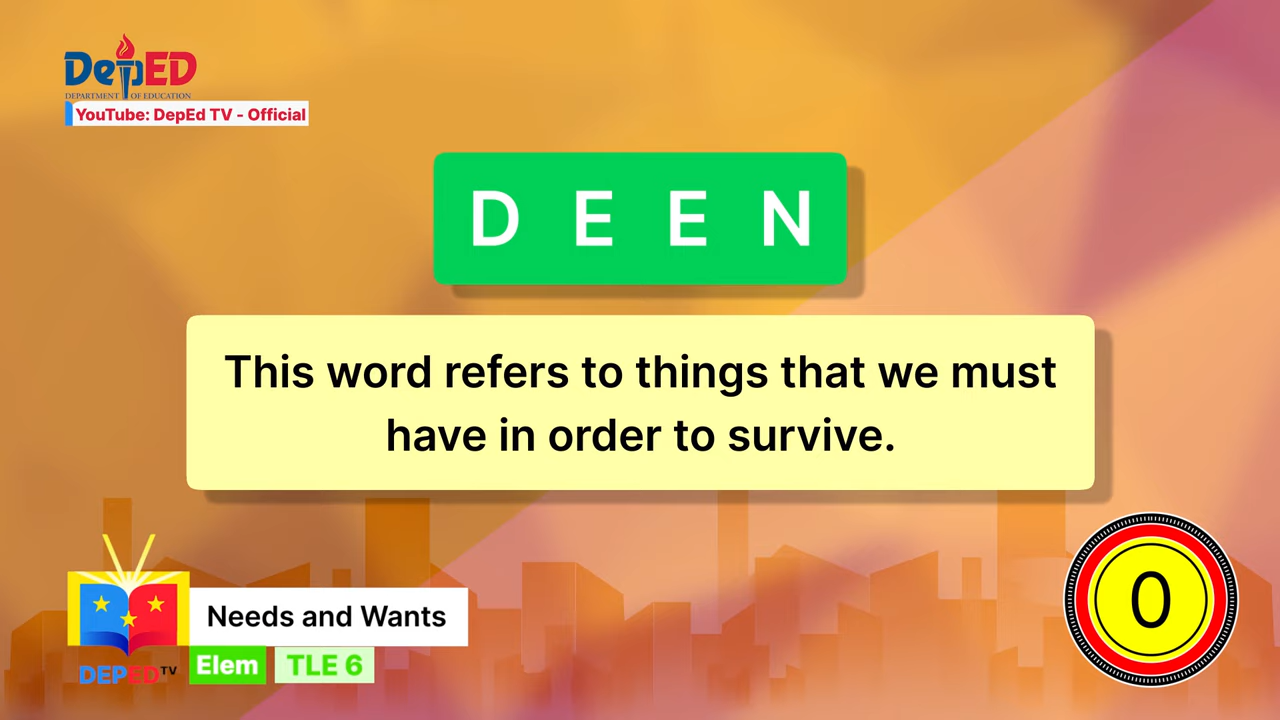 DepED
DEPARTMENT OF EDUCATION
YouTube: DepEd TV - Official
D E E N
This word refers to things that we must
have in order to survive.
Needs and Wants
DEPED TV
Elem TLE 6
0